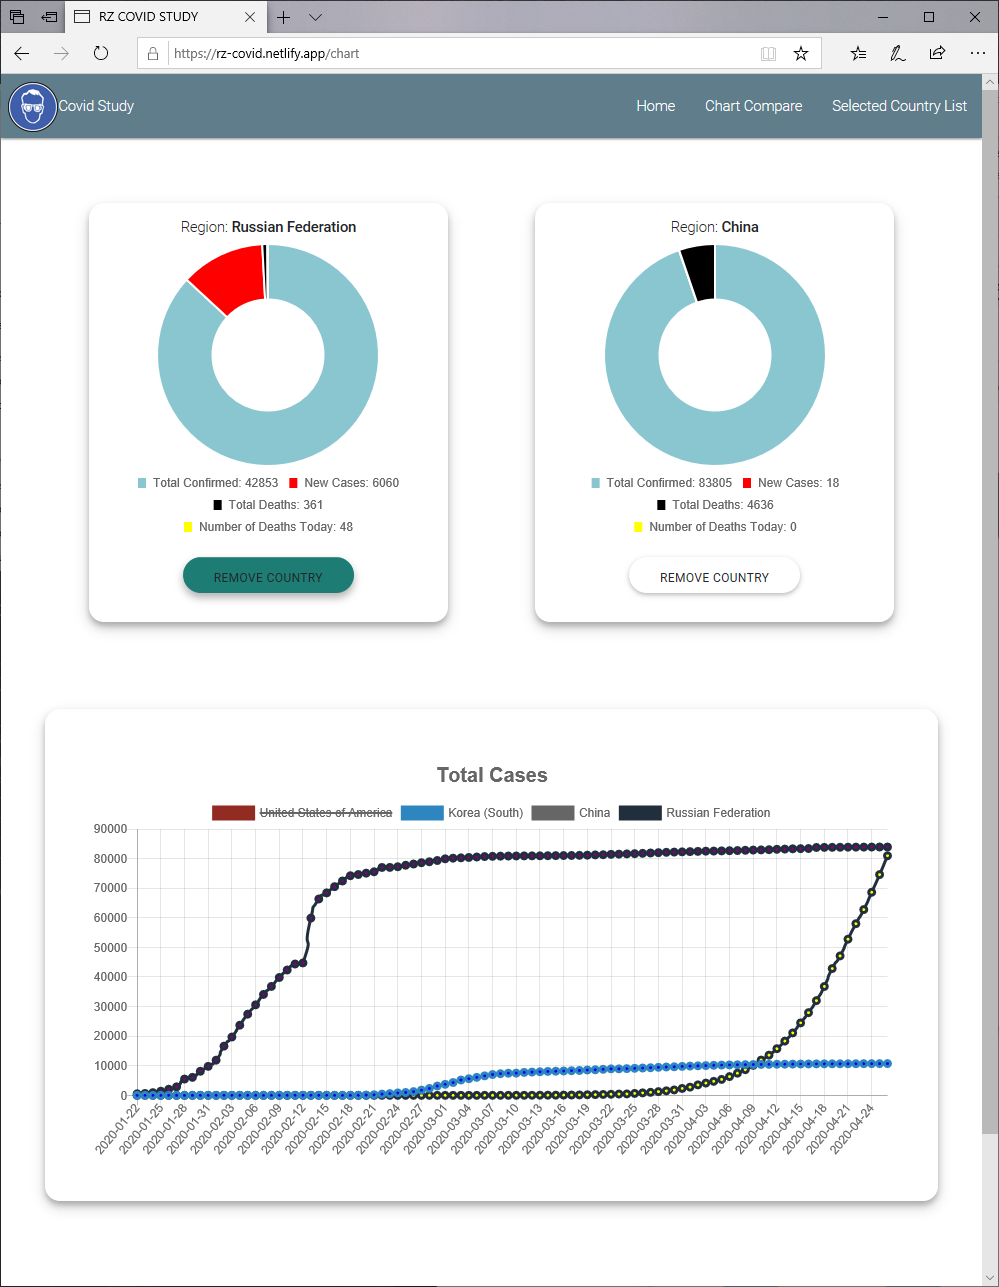 RZ COVID STUDY
https://rz-covid.netlify.app/chart
Covid Study
Home
Chart Compare
Selected Country List
Region: Russian Federation
Total Confirmed: 42853
New Cases: 6060
Total Deaths: 361
Number of Deaths Today: 48
REMOVE COUNTRY
Region: China
Total Confirmed: 83805
New Cases: 18
Total Deaths: 4636
Number of Deaths Today: 0
REMOVE COUNTRY
Total Cases
United States of America
Korea (South)
China
Russian Federation
90000
80000
70000
60000
50000
40000
30000
20000
10000
0
2020-01-22
2020-01-25
2020-01-28
2020-01-31
2020-02-03
2020-02-06
2020-02-09
2020-02-12
2020-02-15
2020-02-18
2020-02-21
2020-02-24
2020-02-27
2020-03-01
2020-03-04
2020-03-07
2020-03-10
2020-03-13
2020-03-16
2020-03-19
2020-03-22
2020-03-25
2020-03-28
2020-03-31
2020-04-03
2020-04-06
2020-04-09
2020-04-12
2020-04-15
2020-04-18
2020-04-21
2020-04-24